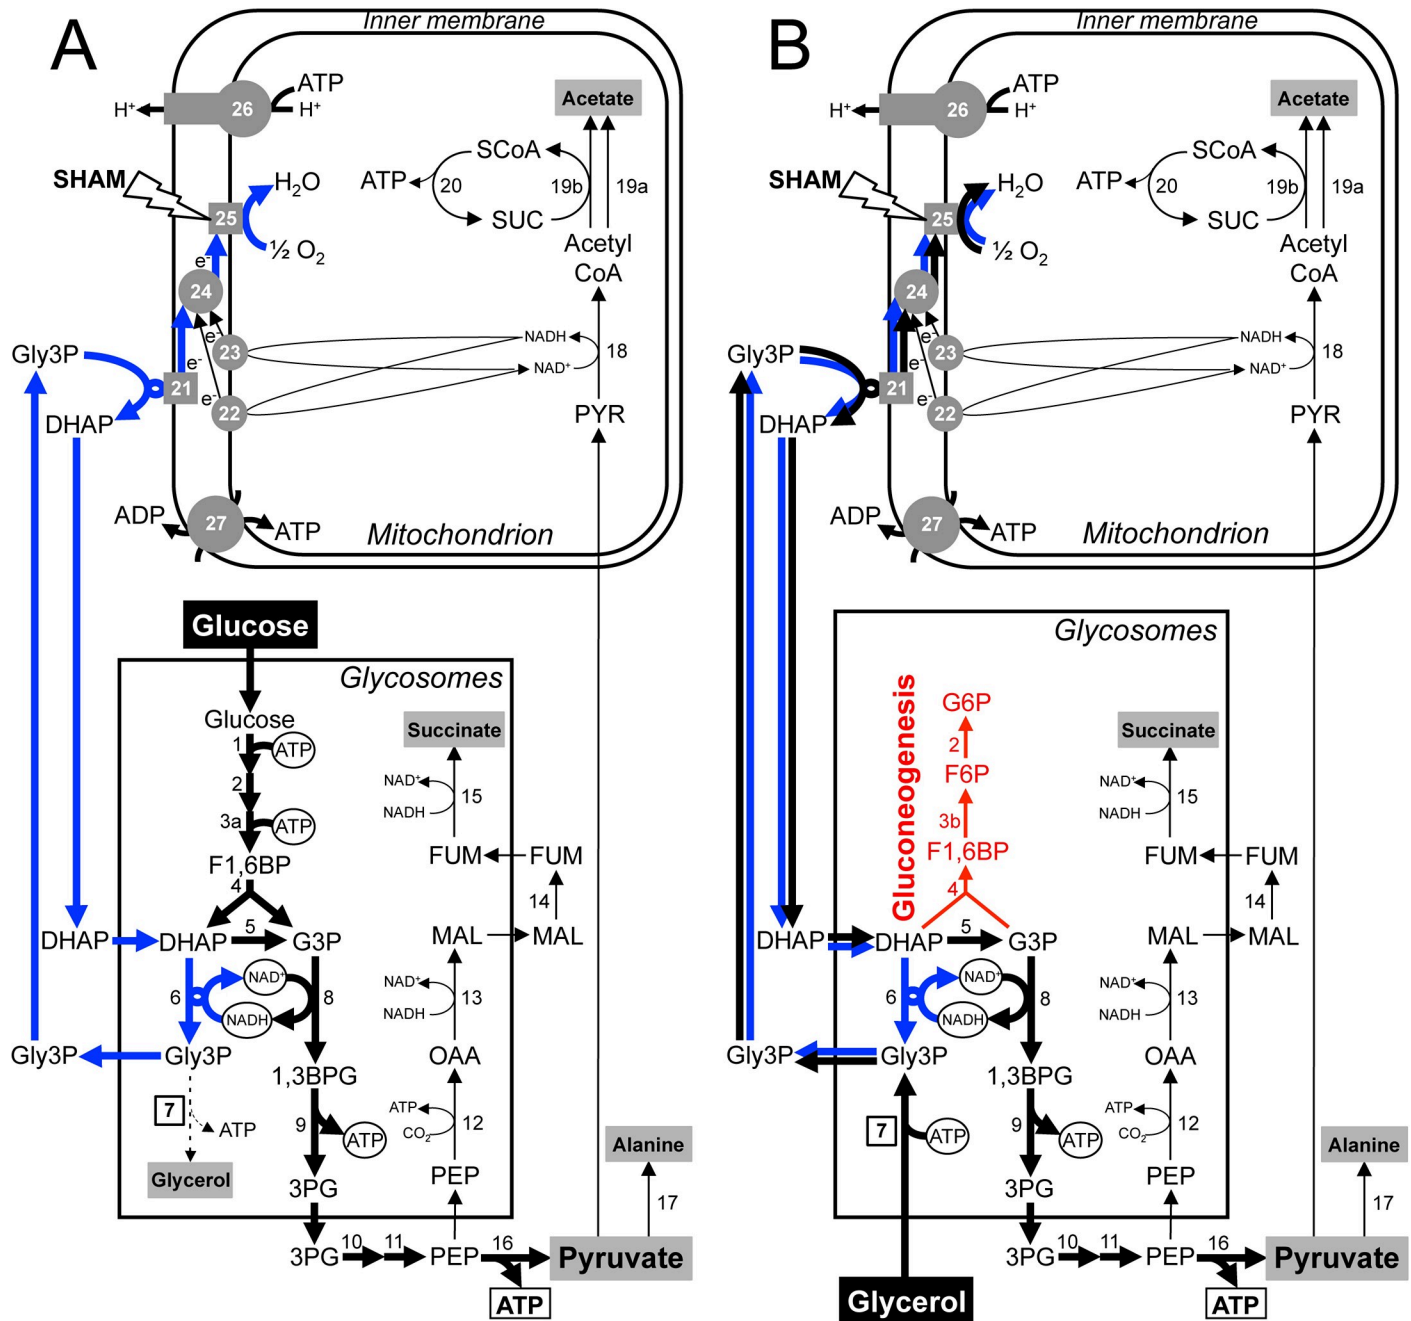 A
Inner membrane
ATP
H⁺
26
H⁺
Acetate
SHAM
H₂O
25
½ O₂
SCoA
ATP
20
19b
19a
SUC
Acetyl
CoA
e⁻
24
Gly3P
e⁻
23
NADH
18
NAD⁺
e⁻
21
e⁻
22
DHAP
PYR
ADP
27
ATP
Mitochondrion
Glucose
Glycosomes
Glucose
1
ATP
2
3a
ATP
F1,6BP
4
Succinate
NAD⁺
15
NADH
FUM
FUM
14
DHAP
DHAP
5
G3P
MAL
MAL
6
NAD⁺
8
NADH
NAD⁺
13
NADH
Gly3P
Gly3P
1,3BPG
OAA
7
ATP
9
ATP
ATP
12
CO₂
Glycerol
3PG
PEP
Alanine
17
3PG
10
11
PEP
16
Pyruvate
ATP
B
Inner membrane
ATP
H⁺
26
H⁺
Acetate
SHAM
H₂O
25
½ O₂
SCoA
ATP
20
19b
19a
SUC
Acetyl
CoA
e⁻
24
Gly3P
e⁻
23
NADH
18
NAD⁺
e⁻
21
e⁻
22
DHAP
PYR
ADP
27
ATP
Mitochondrion
Glycosomes
Gluconeogenesis
G6P
2
F6P
3b
F1,6BP
4
Succinate
NAD⁺
15
NADH
FUM
FUM
14
DHAP
DHAP
5
G3P
MAL
MAL
6
NAD⁺
8
NADH
NAD⁺
13
NADH
Gly3P
Gly3P
1,3BPG
OAA
7
ATP
9
ATP
ATP
12
CO₂
3PG
PEP
Alanine
17
3PG
10
11
PEP
16
Pyruvate
Glycerol
ATP